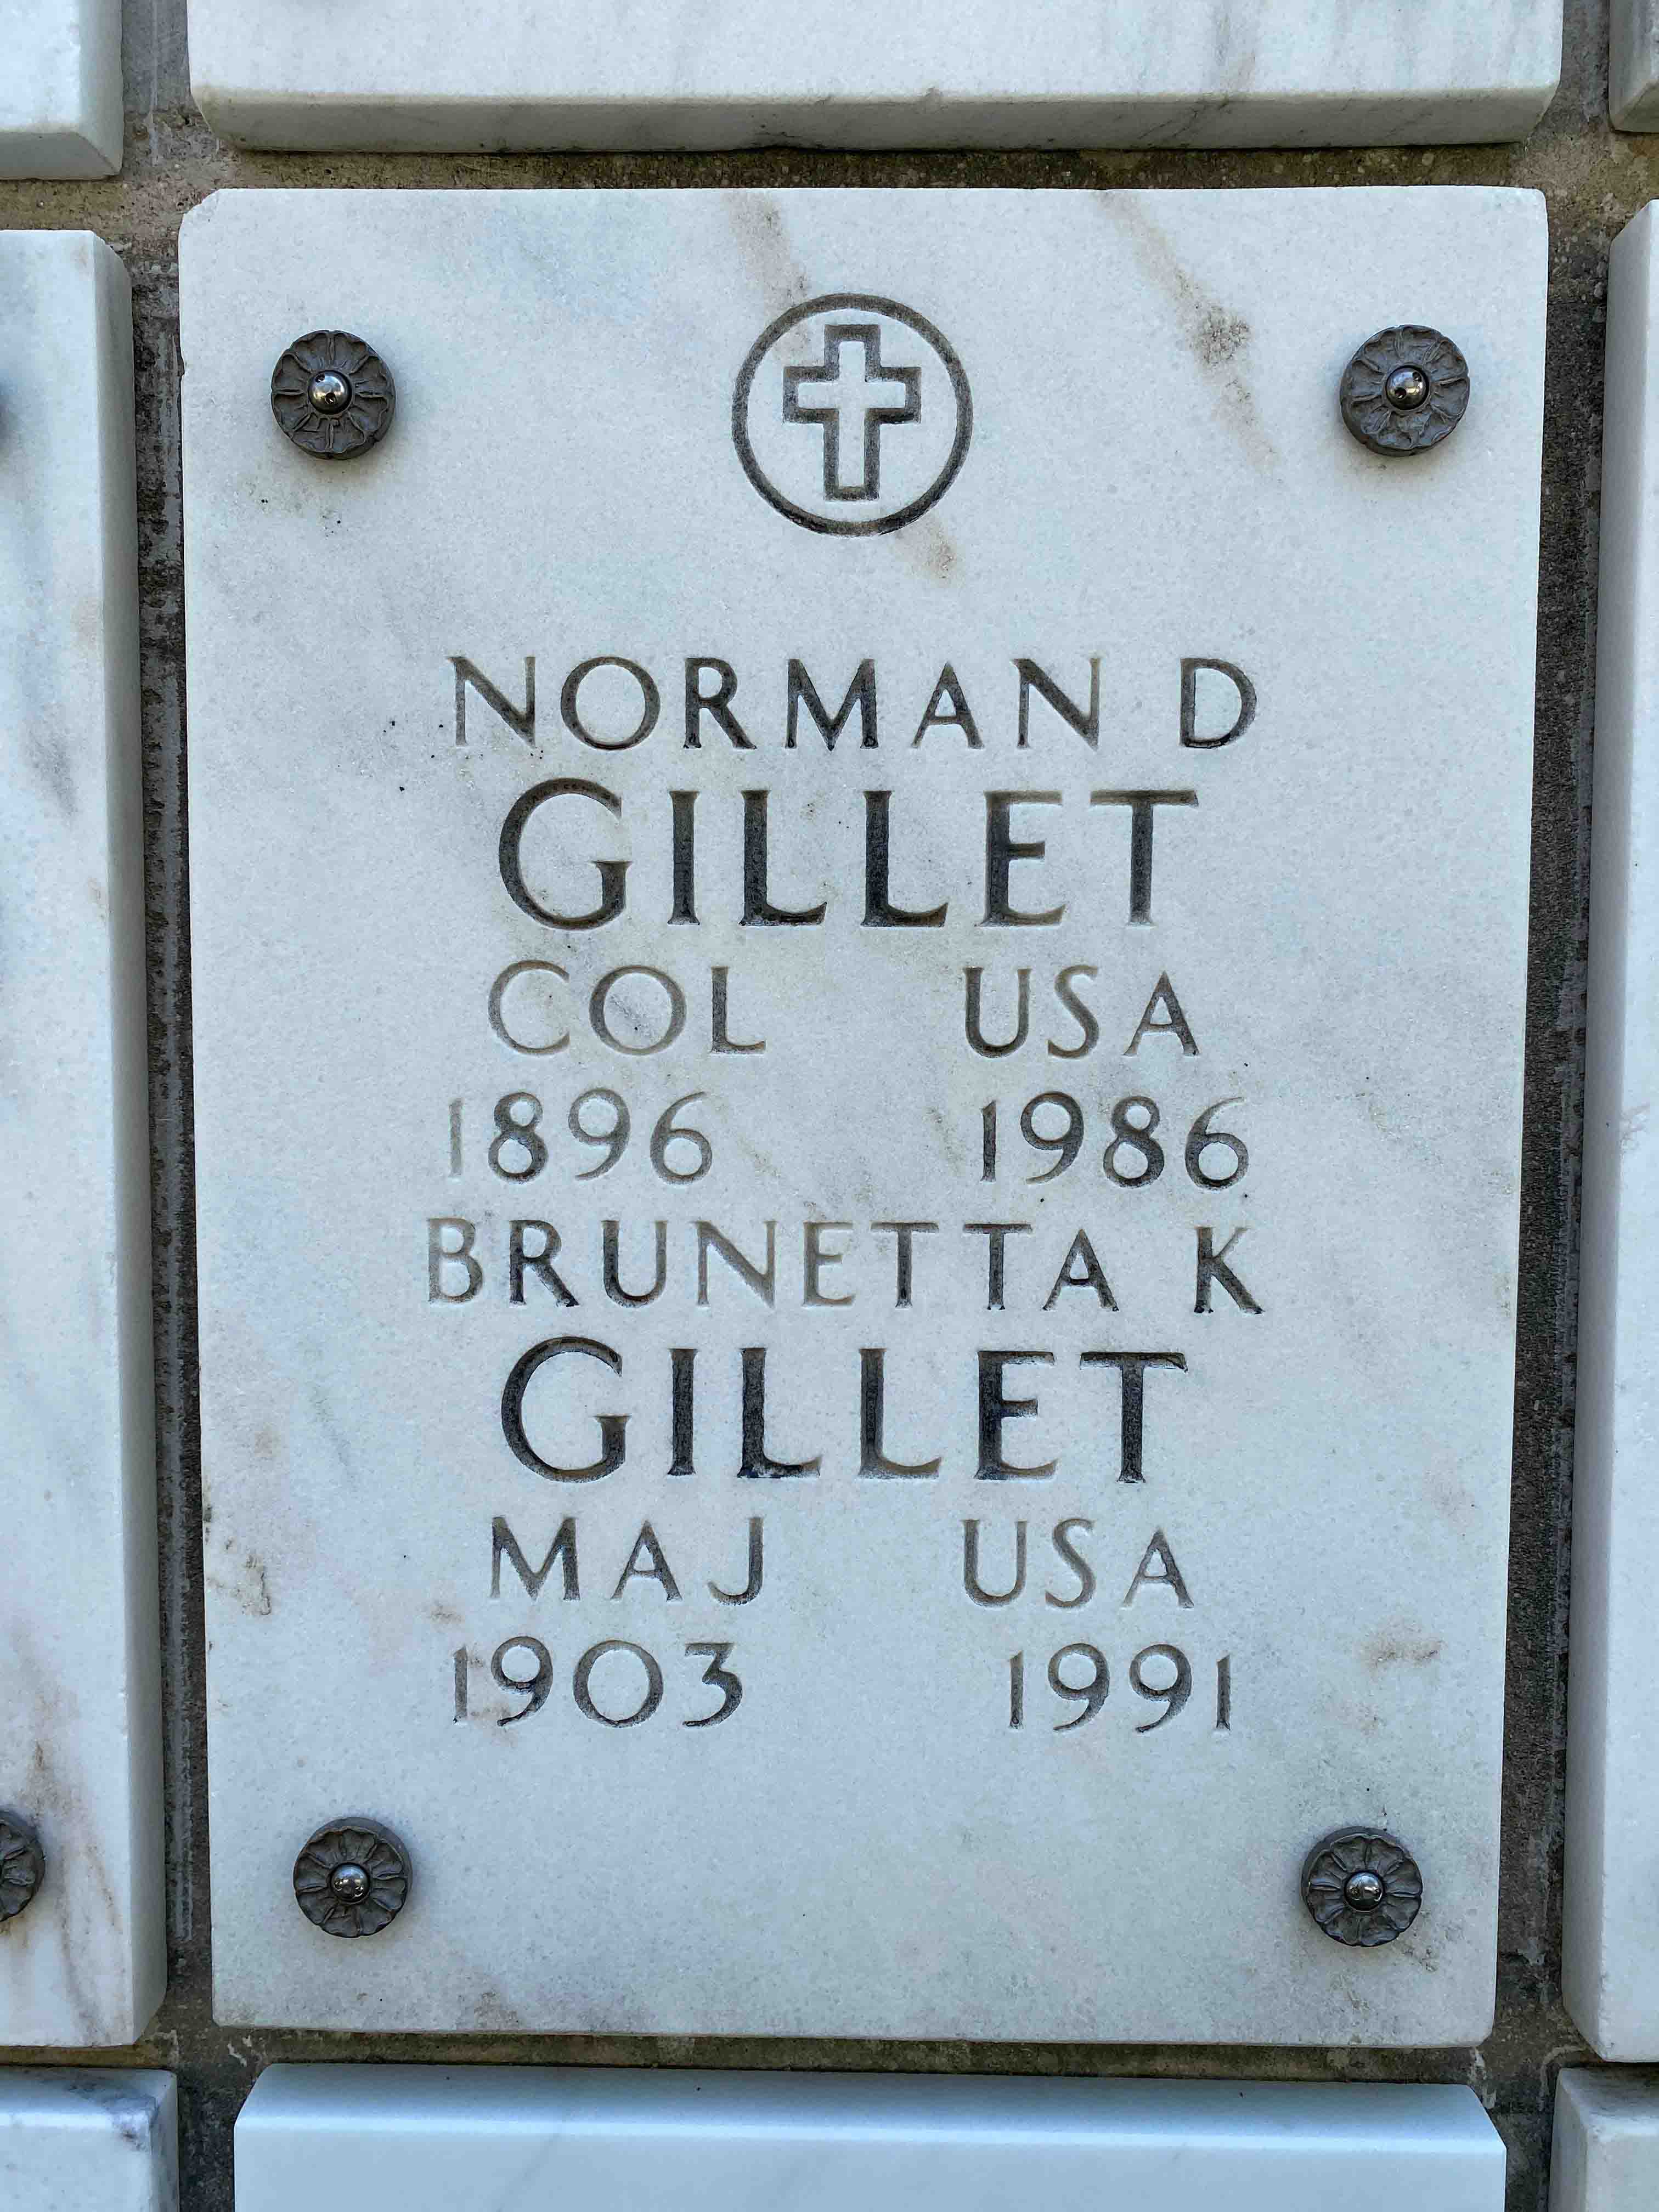 NORMAN D
GILLET
COL USA
1896 1986
BRUNETTA K
GILLET
MAJ USA
1903 1991